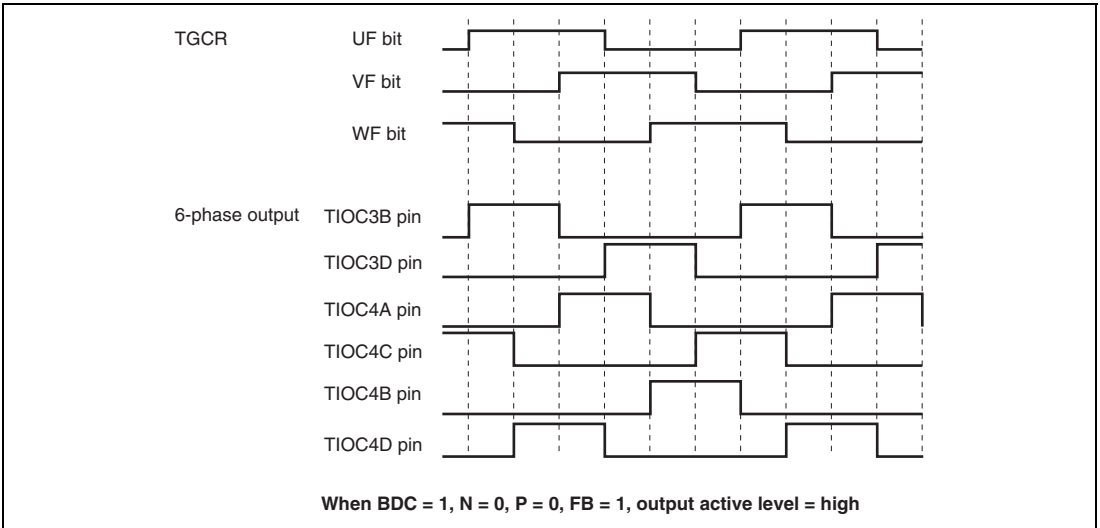 TGCR UF bit
VF bit
WF bit
6-phase output TIOC3B pin
TIOC3D pin
TIOC4A pin
TIOC4C pin
TIOC4B pin
TIOC4D pin
When BDC = 1, N = 0, P = 0, FB = 1, output active level = high